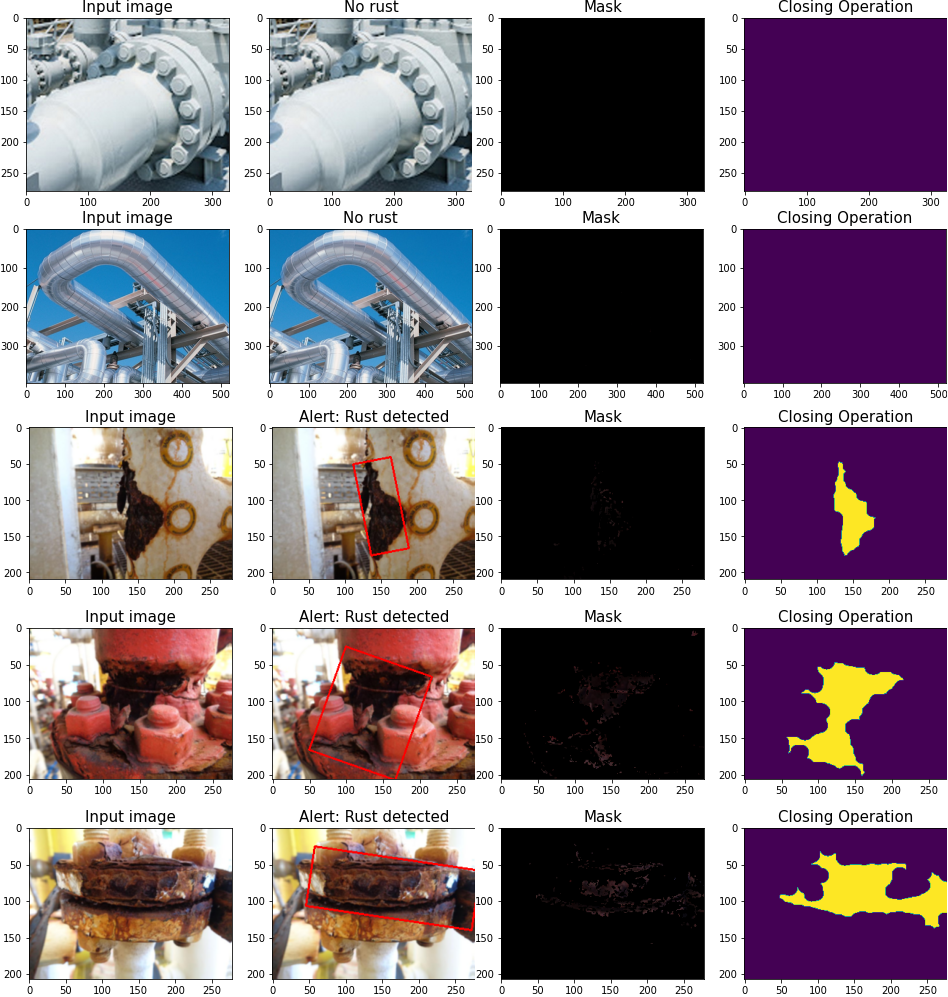 Input image No rust Mask Closing Operation
0 0 0 0
50 50 50 50
100 100 100 100
150 150 150 150
200 200 200 200
250 250 250 250
0 100 200 300 0 100 200 300 0 100 200 300 0 100 200 300
Input image No rust Mask Closing Operation
0 0 0 0
100 100 100 100
200 200 200 200
300 300 300 300
0 100 200 300 400 500 0 100 200 300 400 500 0 100 200 300 400 500 0 100 200 300 400 500
Input image Alert: Rust detected Mask Closing Operation
0 0 0 0
50 50 50 50
100 100 100 100
150 150 150 150
200 200 200 200
0 50 100 150 200 250 0 50 100 150 200 250 0 50 100 150 200 250 0 50 100 150 200 250
Input image Alert: Rust detected Mask Closing Operation
0 0 0 0
50 50 50 50
100 100 100 100
150 150 150 150
200 200 200 200
0 50 100 150 200 250 0 50 100 150 200 250 0 50 100 150 200 250 0 50 100 150 200 250
Input image Alert: Rust detected Mask Closing Operation
0 0 0 0
50 50 50 50
100 100 100 100
150 150 150 150
200 200 200 200
0 50 100 150 200 250 0 50 100 150 200 250 0 50 100 150 200 250 0 50 100 150 200 250